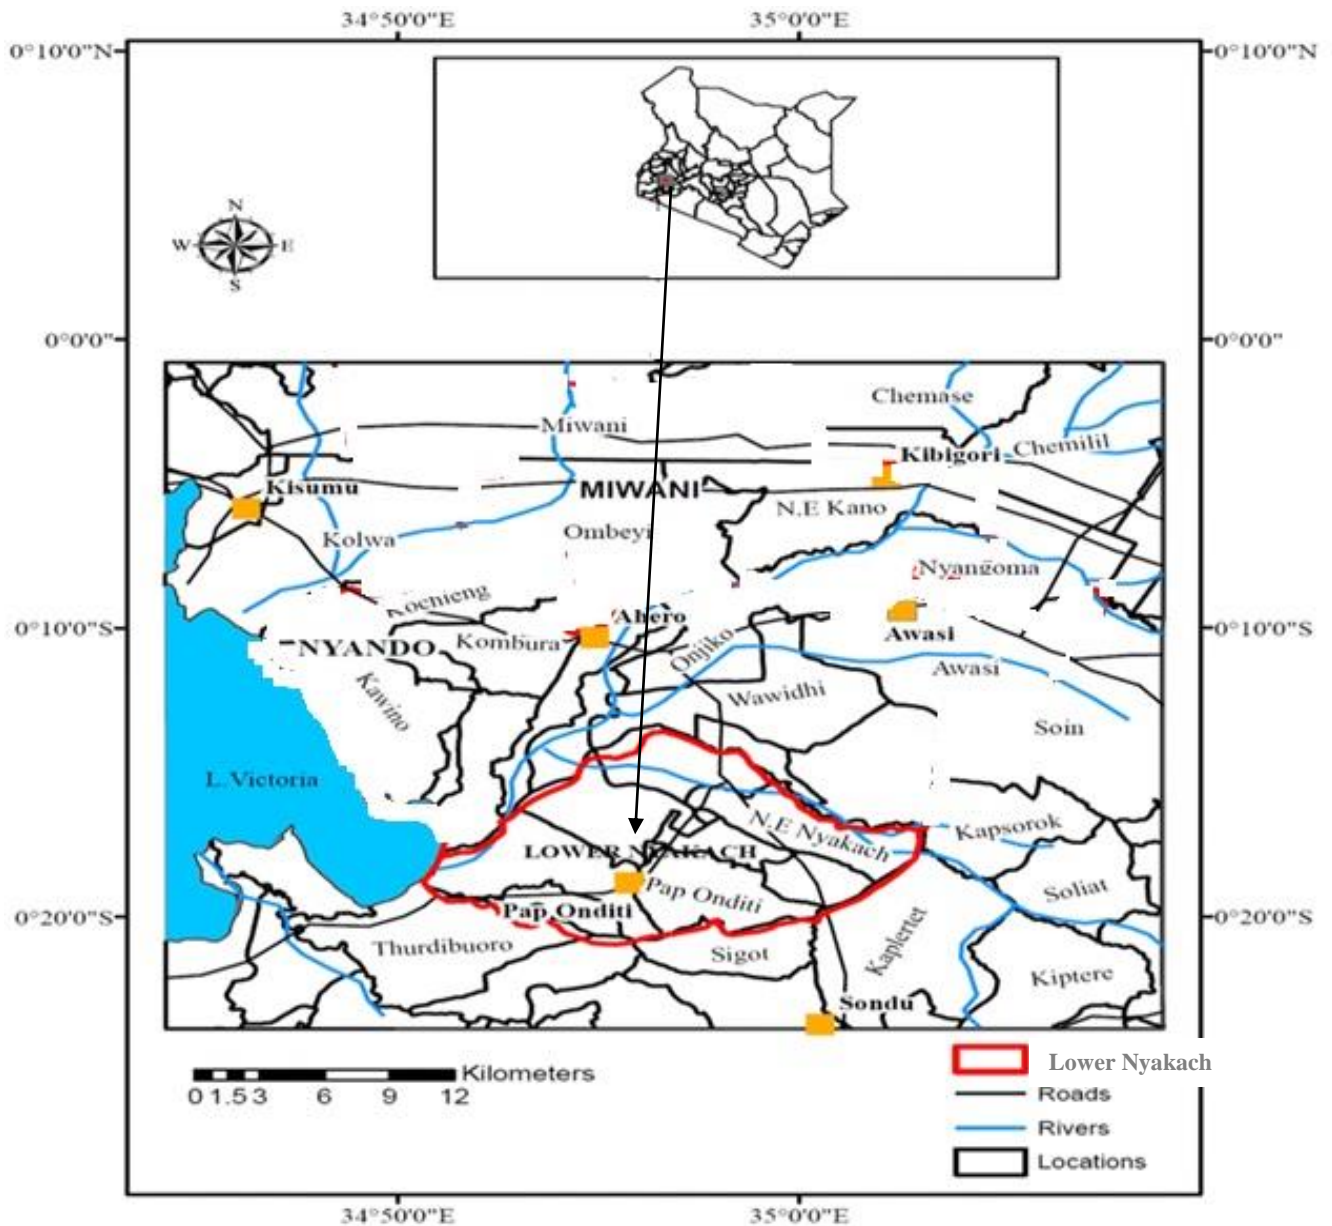 34°50'0"E 35°0'0"E
0°10'0"N 0°10'0"N
N
W E
S
0°0'0" 0°0'0"
Chemase
Miwani
Chemilil
Kibigori
Kisumu
MIWANI
N.E Kano
Ombeyi
Kolwa
Nyangoma
Kochieng
Ahero
0°10'0"S 0°10'0"S
Awasi
NYANDO
Kombura
Onjiko
Awasi
Kawino
Wawidhi
Soin
L.Victoria
N.E Nyakach
Kapsorok
LOWER NYAKACH
Pap Onditi
Soliat
Pap Onditi
0°20'0"S 0°20'0"S
Thurdibuoro
Sigot
Kaplertet
Kiptere
Sondu
Lower Nyakach
Kilometers
0 1.5 3 6 9 12
Roads
Rivers
Locations
34°50'0"E 35°0'0"E